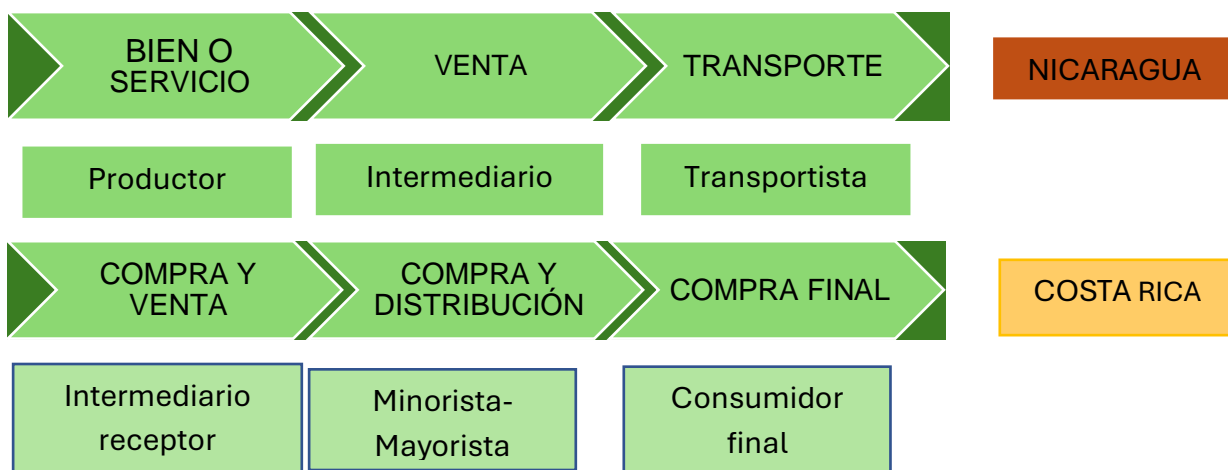 BIEN O
SERVICIO
VENTA
TRANSPORTE
NICARAGUA
Productor
Intermediario
Transportista
COMPRA Y
VENTA
COMPRA Y
DISTRIBUCIÓN
COMPRA FINAL
COSTA RICA
Intermediario
receptor
Minorista-
Mayorista
Consumidor
final